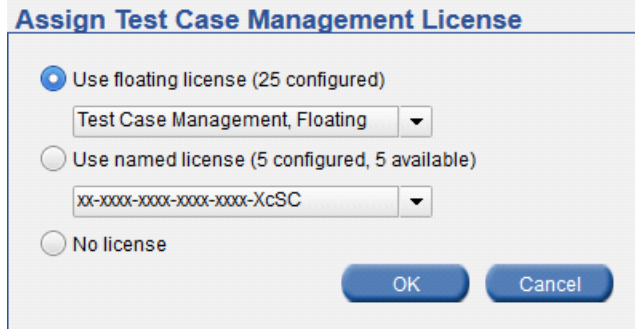 Assign Test Case Management License
Use floating license (25 configured)
Test Case Management, Floating
Use named license (5 configured, 5 available)
xx-xxxx-xxxx-xxxx-xxxx-XcSC
No license
OK Cancel